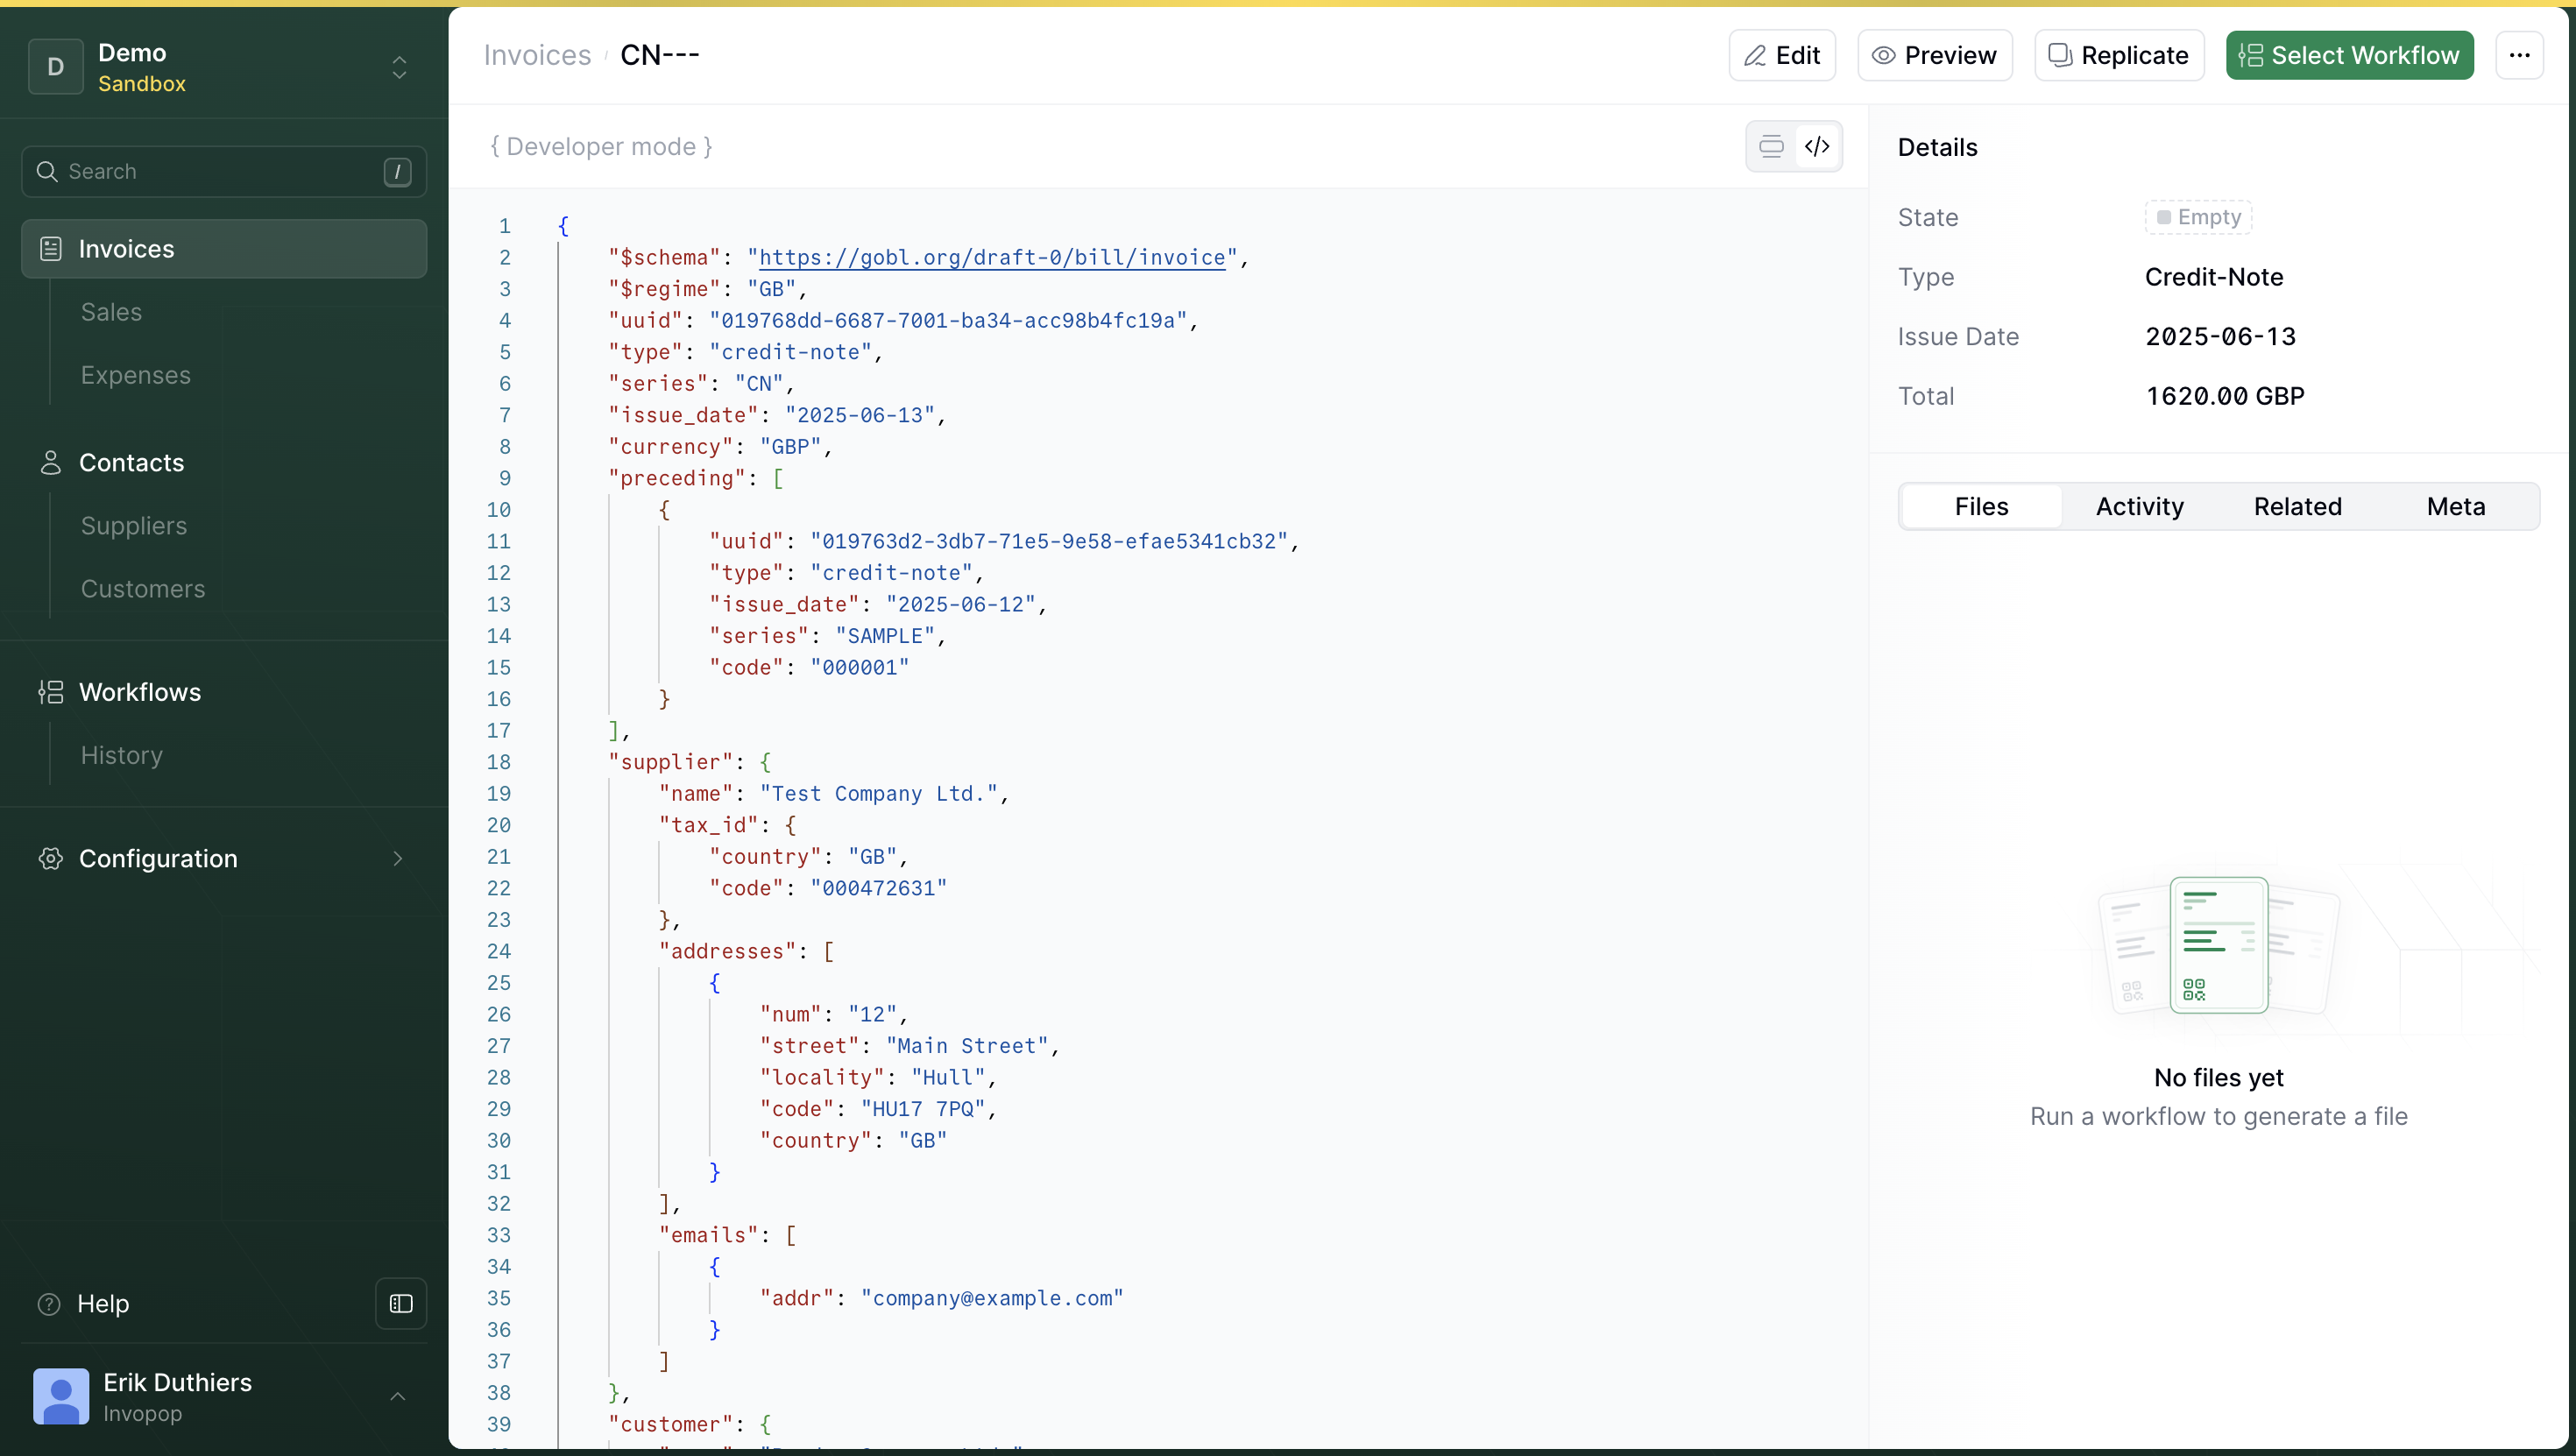 D
Demo
Sandbox
Search
/
Invoices
Sales
Expenses
Contacts
Suppliers
Customers
Workflows
History
Configuration
Help
Erik Duthiers
Invopop
Invoices / CN---
Edit
Preview
Replicate
Select Workflow
{ Developer mode }
1 {
2 "$schema": "https://gobl.org/draft-0/bill/invoice",
3 "$regime": "GB",
4 "uuid": "019768dd-6687-7001-ba34-acc98b4fc19a",
5 "type": "credit-note",
6 "series": "CN",
7 "issue_date": "2025-06-13",
8 "currency": "GBP",
9 "preceding": [
10 {
11 "uuid": "019763d2-3db7-71e5-9e58-efae5341cb32",
12 "type": "credit-note",
13 "issue_date": "2025-06-12",
14 "series": "SAMPLE",
15 "code": "000001"
16 }
17 ],
18 "supplier": {
19 "name": "Test Company Ltd.",
20 "tax_id": {
21 "country": "GB",
22 "code": "000472631"
23 },
24 "addresses": [
25 {
26 "num": "12",
27 "street": "Main Street",
28 "locality": "Hull",
29 "code": "HU17 7PQ",
30 "country": "GB"
31 }
32 ],
33 "emails": [
34 {
35 "addr": "company@example.com"
36 }
37 ]
38 },
39 "customer": {
Details
State Empty
Type Credit-Note
Issue Date 2025-06-13
Total 1620.00 GBP
Files Activity Related Meta
No files yet
Run a workflow to generate a file